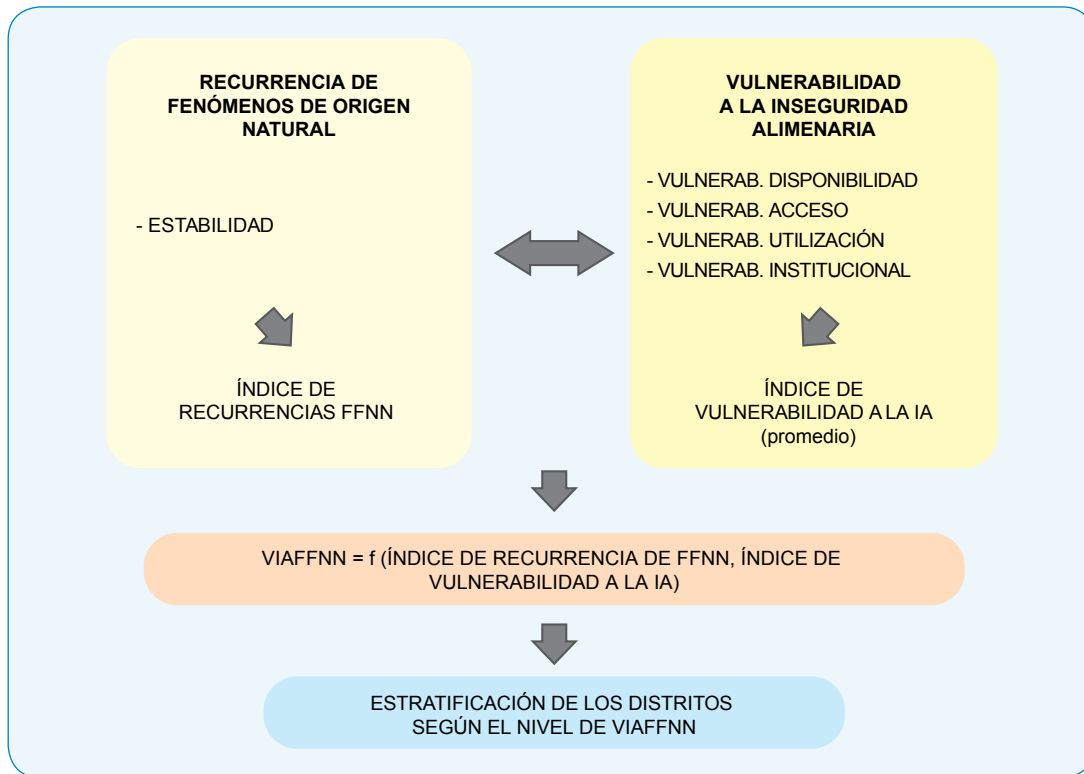 RECURRENCIA DE
FENÓMENOS DE ORIGEN
NATURAL
- ESTABILIDAD
ÍNDICE DE
RECURRENCIAS FFNN
VULNERABILIDAD
A LA INSEGURIDAD
ALIMENARIA
- VULNERAB. DISPONIBILIDAD
- VULNERAB. ACCESO
- VULNERAB. UTILIZACIÓN
- VULNERAB. INSTITUCIONAL
ÍNDICE DE
VULNERABILIDAD A LA IA
(promedio)
VIAFFNN = f (ÍNDICE DE RECURRENCIA DE FFNN, ÍNDICE DE
VULNERABILIDAD A LA IA)
ESTRATIFICACIÓN DE LOS DISTRITOS
SEGÚN EL NIVEL DE VIAFFNN